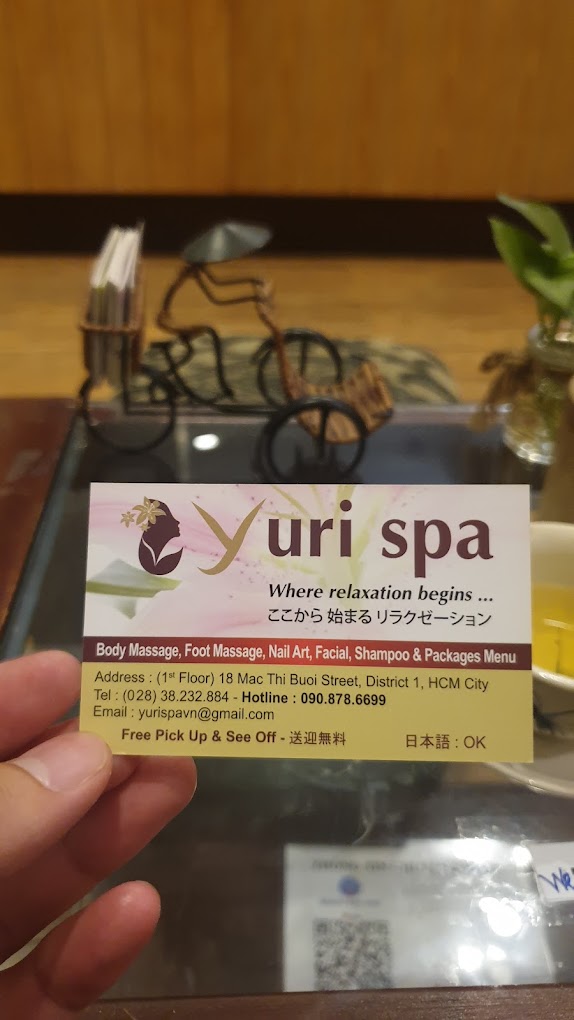 Yuri spa
Where relaxation begins ...
ここから 始まる リラクゼーション
Body Massage, Foot Massage, Nail Art, Facial, Shampoo & Packages Menu
Address : (1st Floor) 18 Mac Thi Buoi Street, District 1, HCM City
Tel : (028) 38.232.884 - Hotline : 090.878.6699
Email : yurispavn@gmail.com
Free Pick Up & See Off - 送迎無料 日本語 : OK